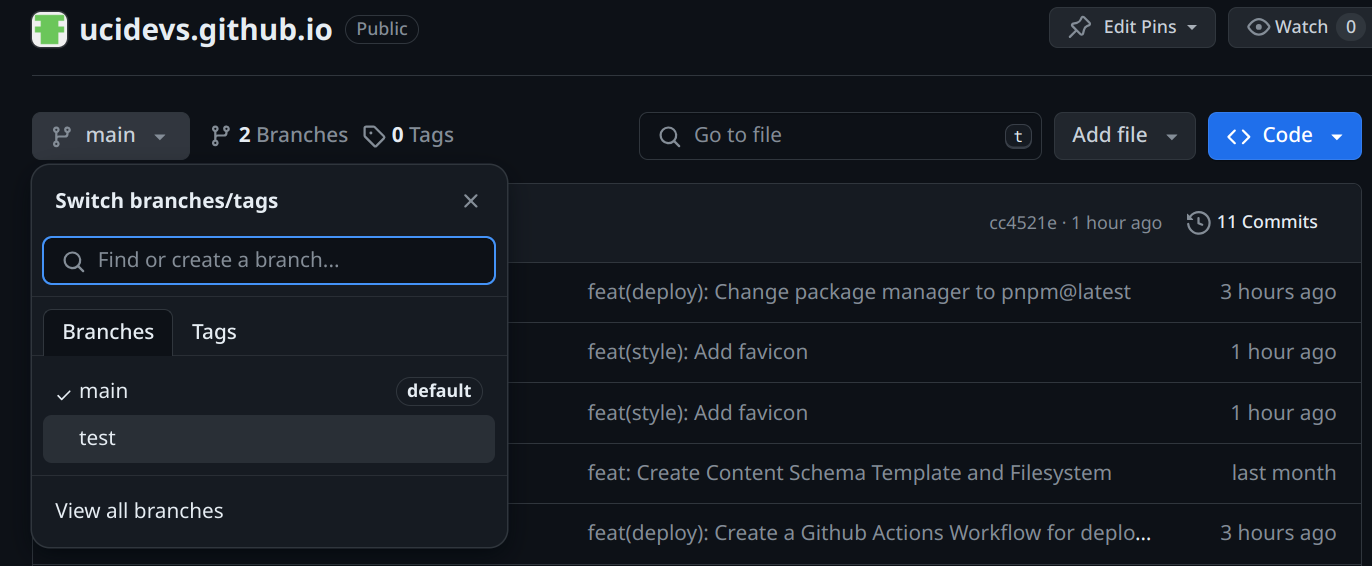 ucidevs.github.io Public Edit Pins Watch 0
main 2 Branches 0 Tags Go to file t Add file Code
Switch branches/tags
cc4521e · 1 hour ago 11 Commits
Find or create a branch...
feat(deploy): Change package manager to pnpm@latest 3 hours ago
Branches Tags
feat(style): Add favicon 1 hour ago
main default
feat(style): Add favicon 1 hour ago
test
feat: Create Content Schema Template and Filesystem last month
View all branches
feat(deploy): Create a Github Actions Workflow for deplo... 3 hours ago